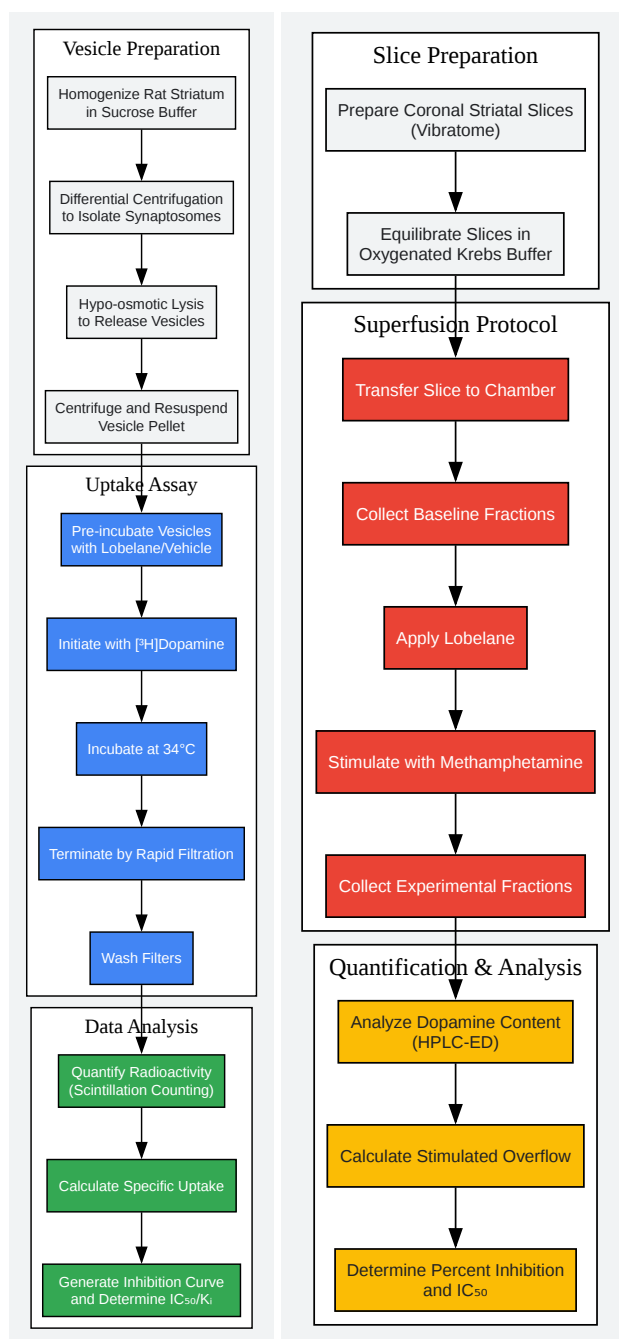 Vesicle Preparation
Homogenize Rat Striatum
in Sucrose Buffer
Differential Centrifugation
to Isolate Synaptosomes
Hypo-osmotic Lysis
to Release Vesicles
Centrifuge and Resuspend
Vesicle Pellet
Uptake Assay
Pre-incubate Vesicles
with Lobelane/Vehicle
Initiate with [³H]Dopamine
Incubate at 34°C
Terminate by Rapid Filtration
Wash Filters
Data Analysis
Quantify Radioactivity
(Scintillation Counting)
Calculate Specific Uptake
Generate Inhibition Curve
and Determine IC₅₀/Kᵢ
Slice Preparation
Prepare Coronal Striatal Slices
(Vibratome)
Equilibrate Slices in
Oxygenated Krebs Buffer
Superfusion Protocol
Transfer Slice to Chamber
Collect Baseline Fractions
Apply Lobelane
Stimulate with Methamphetamine
Collect Experimental Fractions
Quantification & Analysis
Analyze Dopamine Content
(HPLC-ED)
Calculate Stimulated Overflow
Determine Percent Inhibition
and IC₅₀